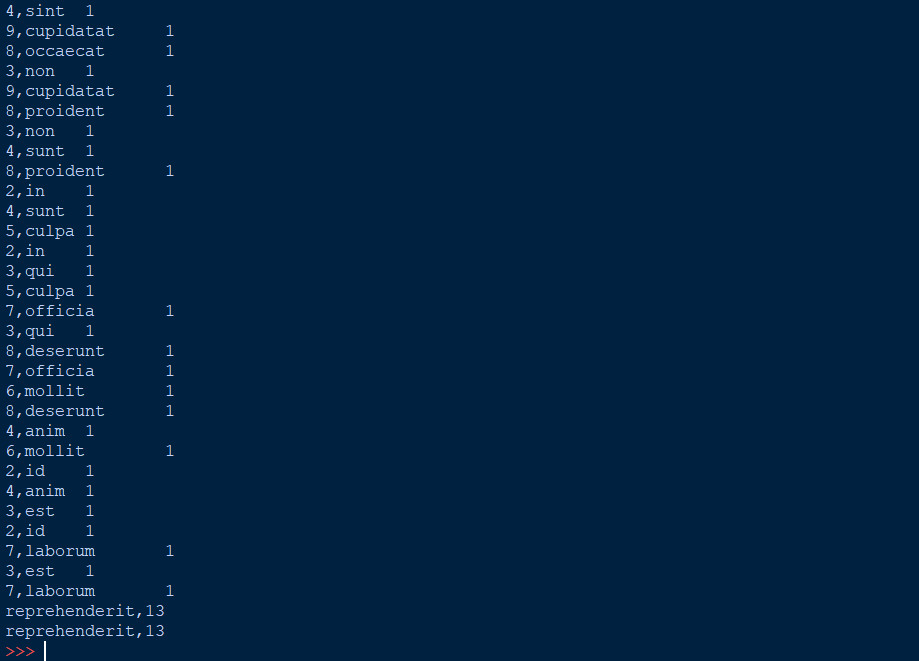 4,sint	1
9,cupidatat	1
8,occaecat	1
3,non	1
9,cupidatat	1
8,proident	1
3,non	1
4,sunt	1
8,proident	1
2,in	1
4,sunt	1
5,culpa	1
2,in	1
3,qui	1
5,culpa	1
7,officia	1
3,qui	1
8,deserunt	1
7,officia	1
6,mollit	1
8,deserunt	1
4,anim	1
6,mollit	1
2,id	1
4,anim	1
3,est	1
2,id	1
7,laborum	1
3,est	1
7,laborum	1
reprehenderit,13
reprehenderit,13
>>>